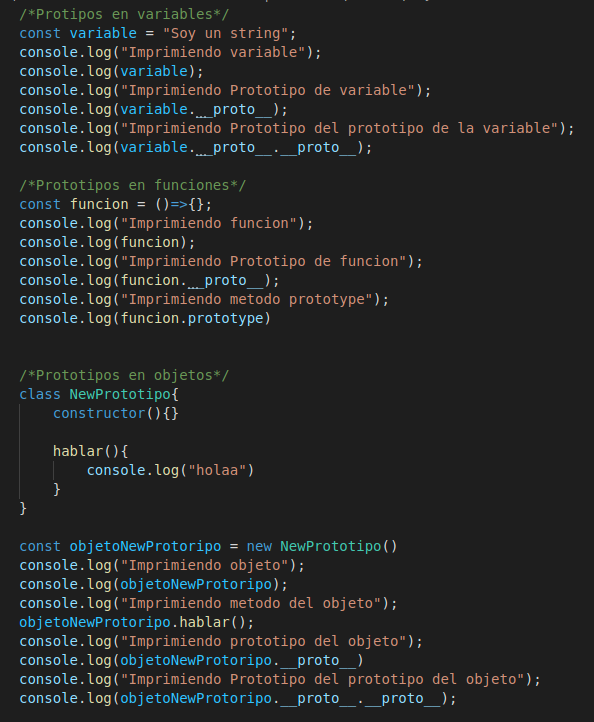 /*Protipos en variables*/
const variable = "Soy un string";
console.log("Imprimiendo variable");
console.log(variable);
console.log("Imprimiendo Prototipo de variable");
console.log(variable.__proto__);
console.log("Imprimiendo Prototipo del prototipo de la variable");
console.log(variable.__proto__.__proto__);
/*Prototipos en funciones*/
const funcion = ()=>{};
console.log("Imprimiendo funcion");
console.log(funcion);
console.log("Imprimiendo Prototipo de funcion");
console.log(funcion.__proto__);
console.log("Imprimiendo metodo prototype");
console.log(funcion.prototype)
/*Prototipos en objetos*/
class NewPrototipo{
    constructor(){}
    hablar(){
        console.log("holaa")
    }
}
const objetoNewProtoripo = new NewPrototipo()
console.log("Imprimiendo objeto");
console.log(objetoNewProtoripo);
console.log("Imprimiendo metodo del objeto");
objetoNewProtoripo.hablar();
console.log("Imprimiendo prototipo del objeto");
console.log(objetoNewProtoripo.__proto__)
console.log("Imprimiendo Prototipo del prototipo del objeto");
console.log(objetoNewProtoripo.__proto__.__proto__);